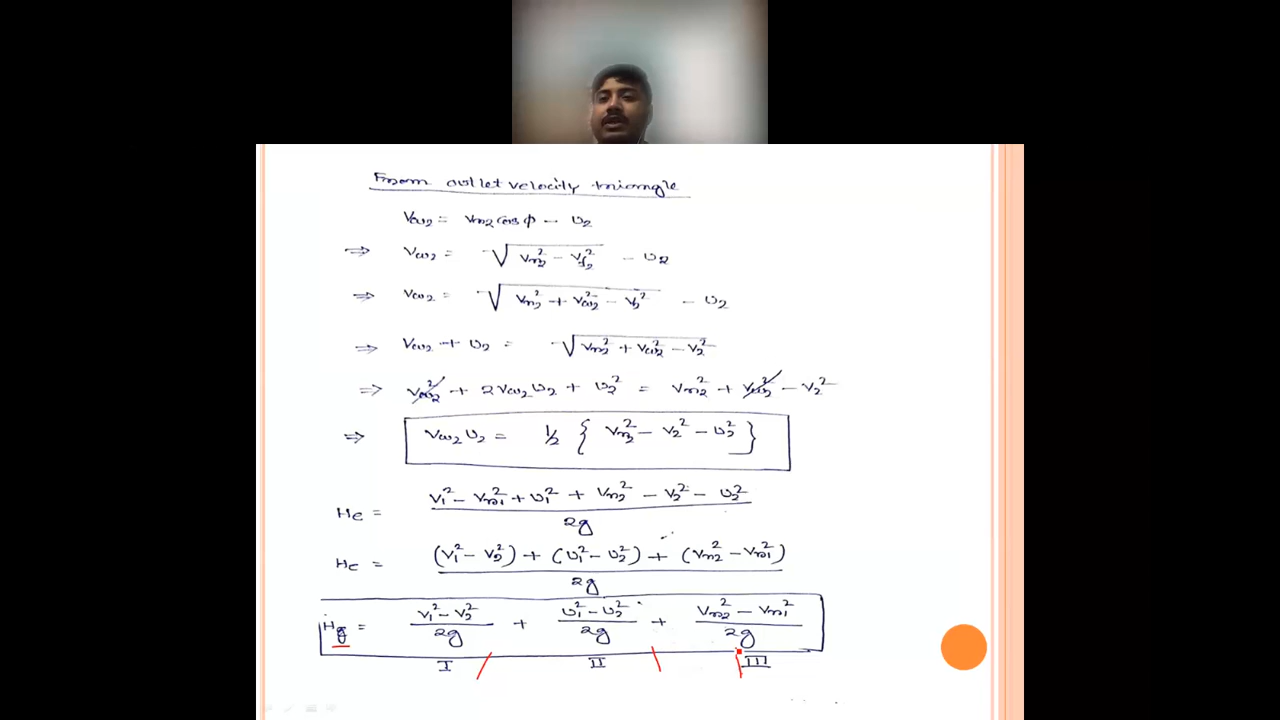 From outlet velocity triangle
Vw₂ = Vr₂ cos φ − U₂
⇒ Vw₂ = √(Vr₂² − Vf₂²) − U₂
⇒ Vw₂ = √(Vr₂² + Vw₂² − V₂²) − U₂
⇒ Vw₂ + U₂ = √(Vr₂² + Vw₂² − V₂²)
⇒ Vw₂² + 2Vw₂U₂ + U₂² = Vr₂² + Vw₂² − V₂²
⇒ Vw₂U₂ = 1/2 { Vr₂² − V₂² − U₂² }
He = (V₁² − Vr₁² + U₁² + Vr₂² − V₂² − U₂²) / 2g
He = ((V₁² − V₂²) + (U₁² − U₂²) + (Vr₂² − Vr₁²)) / 2g
Hg = (V₁² − V₂²) / 2g + (U₁² − U₂²) / 2g + (Vr₂² − Vr₁²) / 2g
I II III